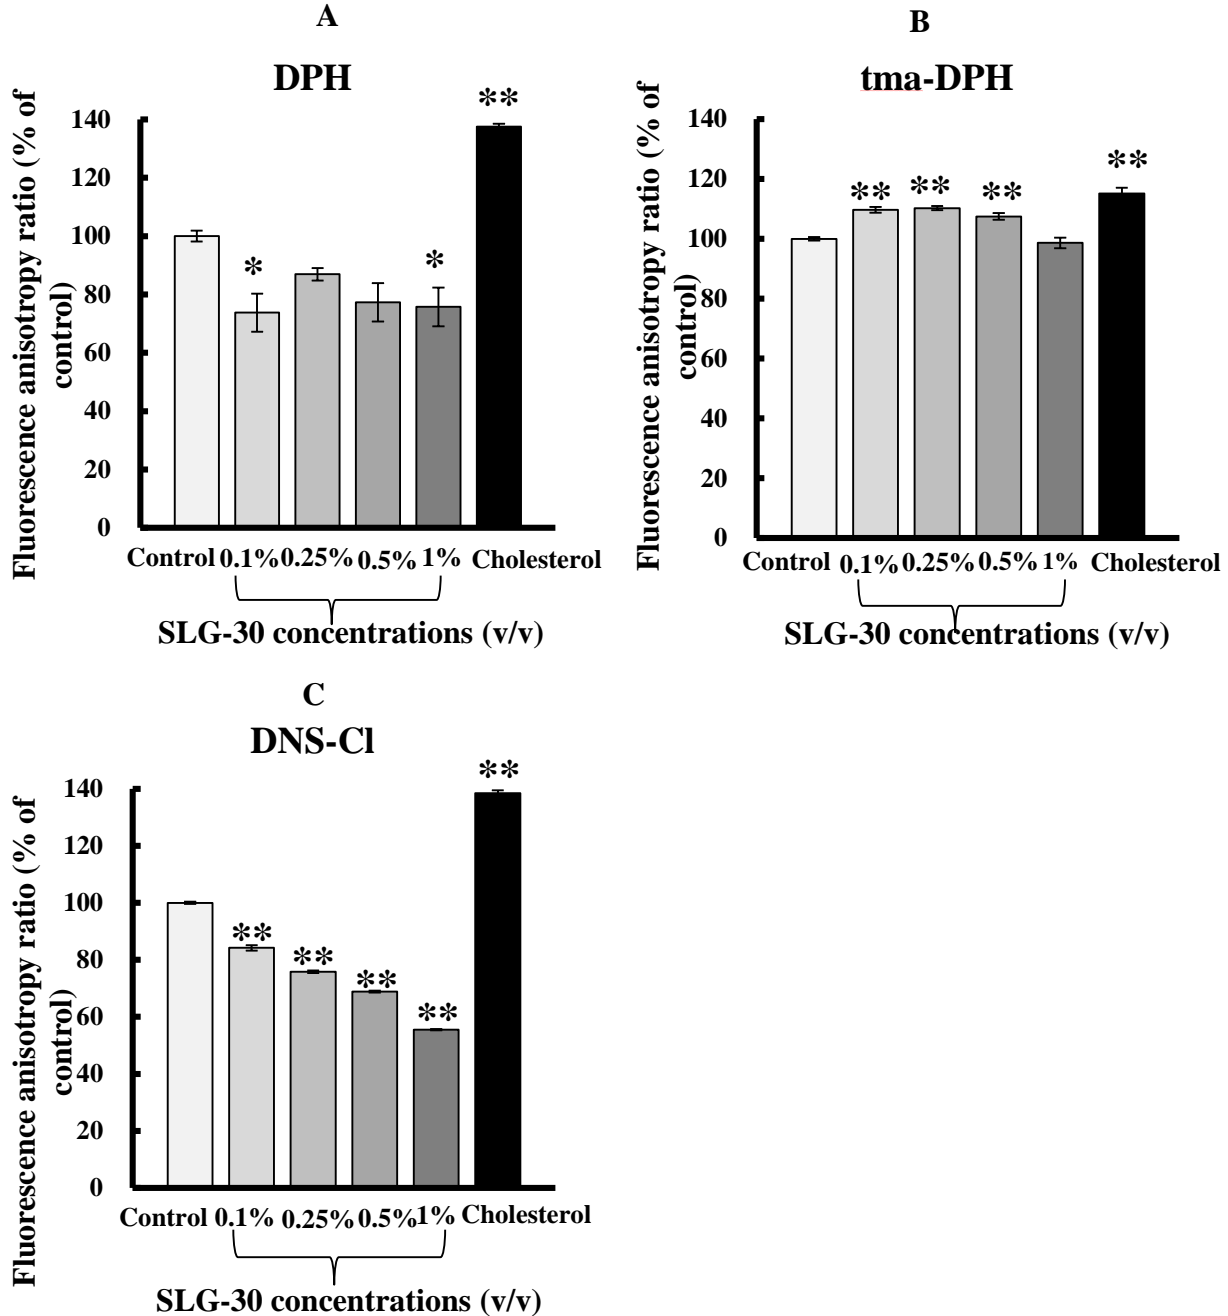 A
DPH
Fluorescence anisotropy ratio (% of
control)
140
120
100
80
60
40
20
0
**
*
*
Control 0.1% 0.25% 0.5% 1% Cholesterol
SLG-30 concentrations (v/v)
B
tma-DPH
Fluorescence anisotropy ratio (% of
control)
140
120
100
80
60
40
20
0
**
**
**
**
Control 0.1% 0.25% 0.5% 1% Cholesterol
SLG-30 concentrations (v/v)
C
DNS-Cl
Fluorescence anisotropy ratio (% of
control)
140
120
100
80
60
40
20
0
**
**
**
**
**
Control 0.1% 0.25% 0.5% 1% Cholesterol
SLG-30 concentrations (v/v)